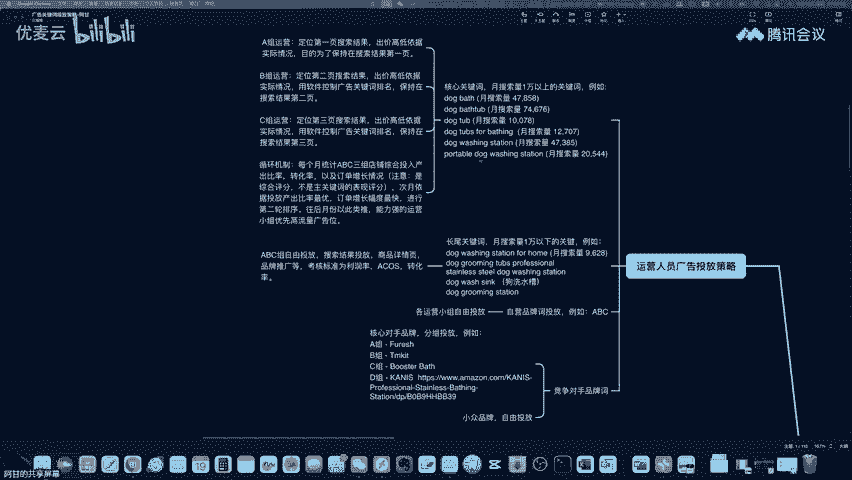 优麦云 bilibili
腾讯会议
A组运营：定位第一页搜索结果，出价高低依据
实际情况，目的为了保持在搜索结果第一页。
B组运营：定位第二页搜索结果，出价高低依据
实际情况，用软件控制广告关键词排名，保持在
搜索结果第二页。
C组运营：定位第三页搜索结果，出价高低依据
实际情况，用软件控制广告关键词排名，保持在
搜索结果第三页。
循环机制：每个月统计ABC三组店铺综合投入产
出比率，转化率，以及订单增长情况（注意：是
综合评分，不是主关键词的表现评分），次月依
据投放产出比率最优，订单增长幅度最快，进行
第二轮排序，往后月份以此类推，能力强的运营
小组优先高流量广告位。
核心关键词，月搜索量1万以上的关键词，例如：
dog bath (月搜索量 47,858)
dog bathtub (月搜索量 74,676)
dog tub (月搜索量 10,078)
dog tubs for bathing (月搜索量 12,707)
dog washing station (月搜索量 47,385)
portable dog washing station (月搜索量 20,544)
ABC组自由投放，搜索结果投放，商品详情页，
品牌推广等，考核标准为利润率、ACOS，转化
率。
长尾关键词，月搜索量1万以下的关键，例如：
dog washing station for home (月搜索量 9,628)
dog grooming tubs professional
stainless steel dog washing station
dog wash sink （狗洗水槽）
dog grooming station
运营人员广告投放策略
各运营小组自由投放
自营品牌词投放，例如：ABC
核心对手品牌，分组投放，例如：
A组 - Furesh
B组 - Tmkit
C组 - Booster Bath
D组 - KANIS https://www.amazon.com/KANIS-
Professional-Stainless-Bathing-
Station/dp/B0B9HHBB39
竞争对手品牌词
小众品牌，自由投放
阿甘的共享屏幕